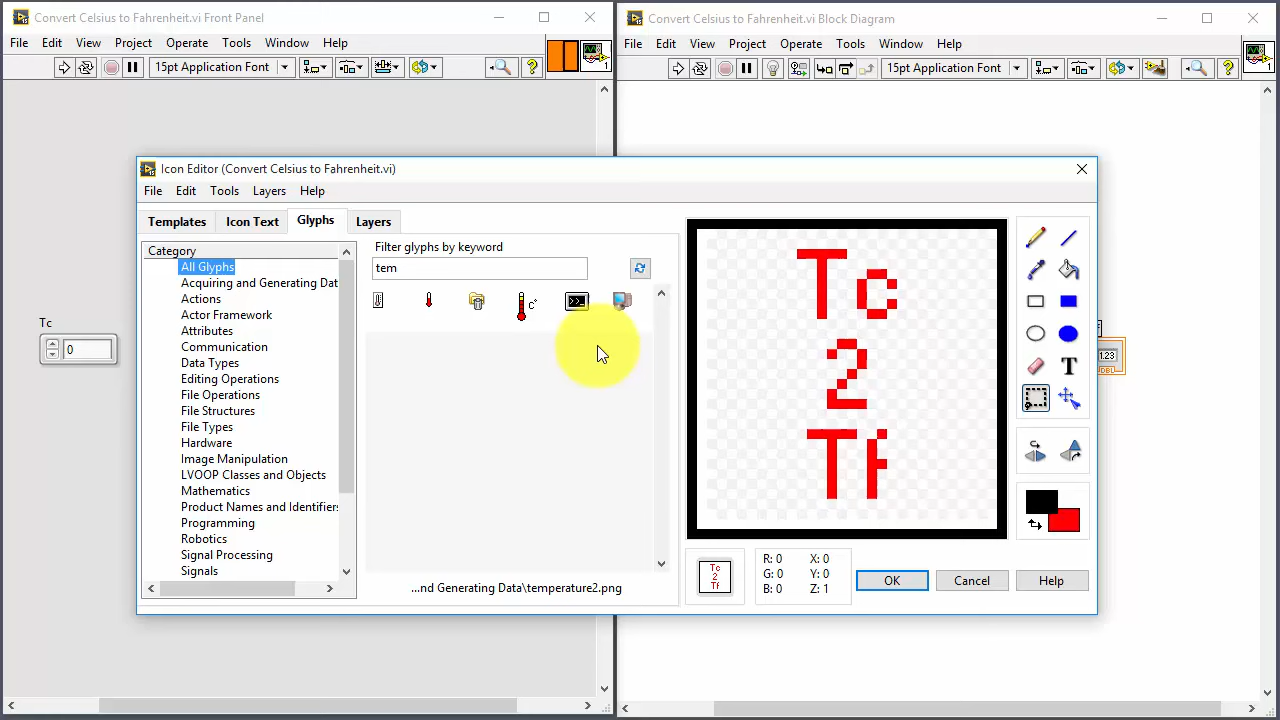 Convert Celsius to Fahrenheit.vi Front Panel
File Edit View Project Operate Tools Window Help
15pt Application Font
Tc
0
Convert Celsius to Fahrenheit.vi Block Diagram
File Edit View Project Operate Tools Window Help
15pt Application Font
1.23
DBL
Icon Editor (Convert Celsius to Fahrenheit.vi)
File Edit Tools Layers Help
Templates Icon Text Glyphs Layers
Category
All Glyphs
Acquiring and Generating Dat
Actions
Actor Framework
Attributes
Communication
Data Types
Editing Operations
File Operations
File Structures
File Types
Hardware
Image Manipulation
LVOOP Classes and Objects
Mathematics
Product Names and Identifiers
Programming
Robotics
Signal Processing
Signals
Filter glyphs by keyword
tem
C°
...nd Generating Data\temperature2.png
Tc
2
Tf
T
Tc
2
Tf
R: 0 X: 0
G: 0 Y: 0
B: 0 Z: 1
OK Cancel Help